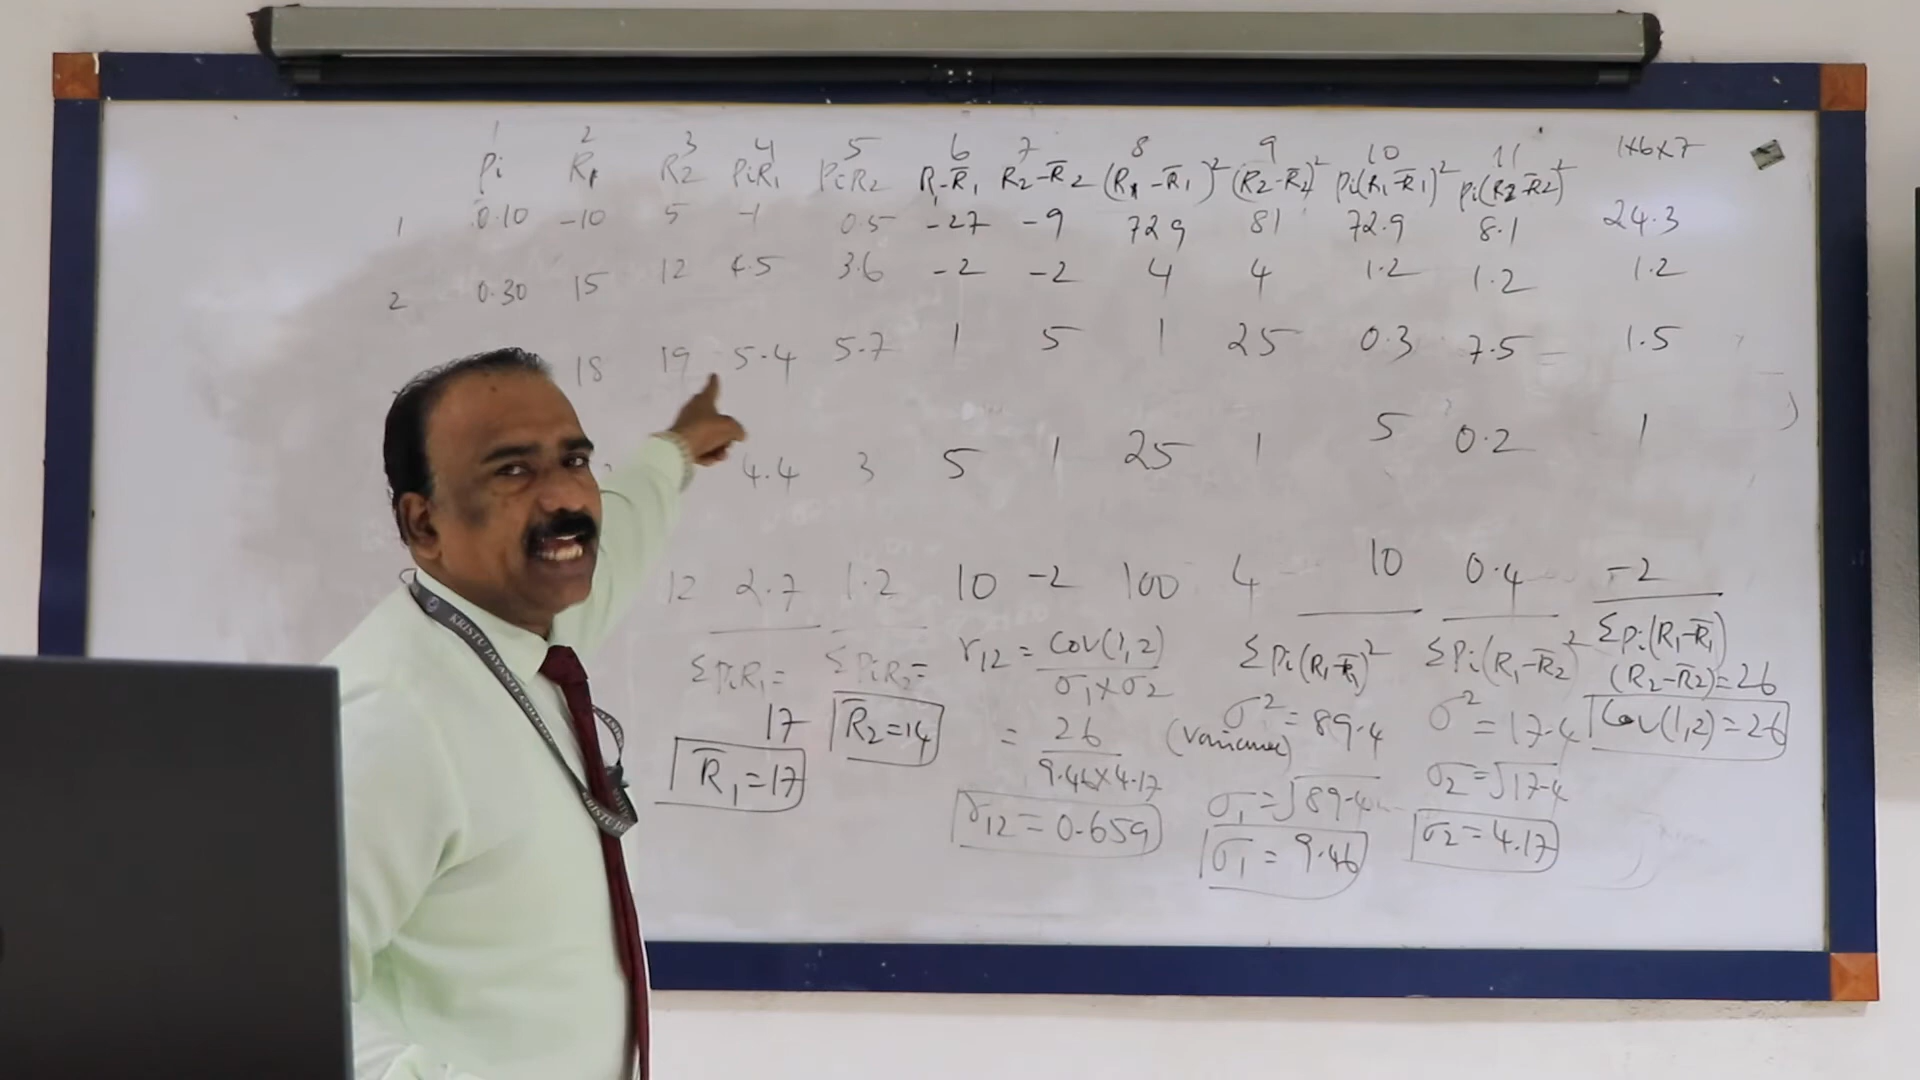 1 2 3 4 5 6 7 8 9 10 11 1×6×7
Pi R1 R2 PiR1 PiR2 R1-R̄1 R2-R̄2 (R1-R̄1)² (R2-R̄2)² Pi(R1-R̄1)² Pi(R2-R̄2)²
1 0.10 -10 5 -1 0.5 -27 -9 729 81 72.9 8.1 24.3
2 0.30 15 12 4.5 3.6 -2 -2 4 4 1.2 1.2 1.2
18 19 5.4 5.7 1 5 1 25 0.3 7.5 1.5
4.4 3 5 1 25 1 5 0.2 1
12 2.7 1.2 10 -2 100 4 10 0.4 -2
ΣPiR1=
17
R̄1=17
ΣPiR2=
R̄2=14
r12 = Cov(1,2)
σ1×σ2
= 26
9.46×4.17
r12 = 0.659
ΣPi(R1-R̄1)²
σ² = 89.4
(Variance)
σ1 = √89.4
σ1 = 9.46
ΣPi(R1-R̄2)²
σ² = 17.4
σ2 = √17.4
σ2 = 4.17
ΣPi(R1-R̄1)
(R2-R̄2)=26
Cov(1,2)=26
KRISTU JAYANTI COLLEGE
KRISTU